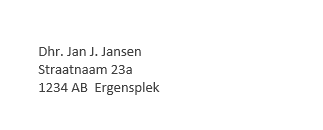 Dhr. Jan J. Jansen
Straatnaam 23a
1234 AB  Ergensplek